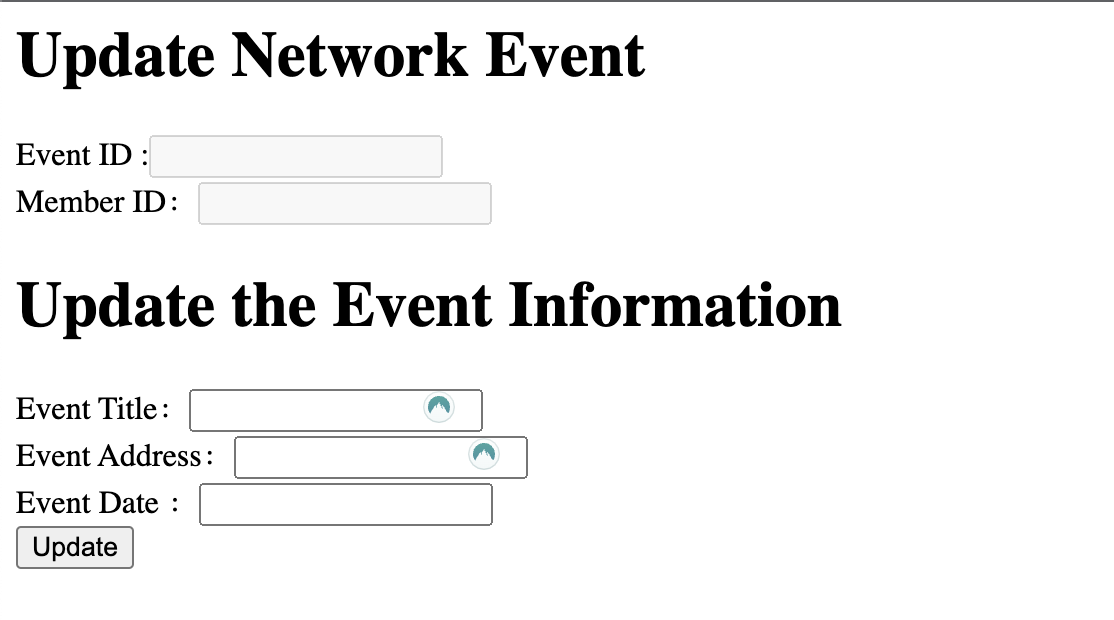 Update Network Event
Event ID :
Member ID:
Update the Event Information
Event Title:
Event Address:
Event Date :
Update